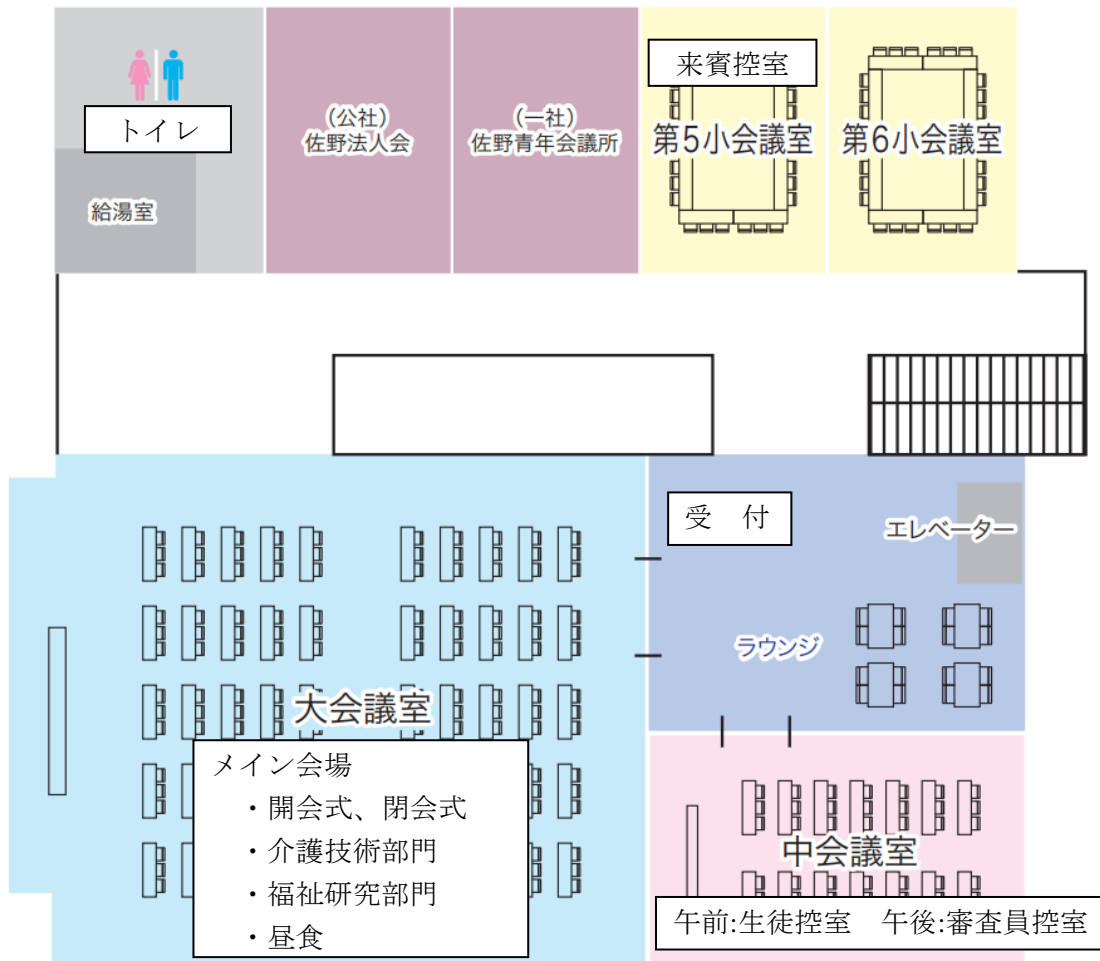 トイレ
給湯室
（公社）
佐野法人会
（一社）
佐野青年会議所
来賓控室
第5小会議室
第6小会議室
受　付
エレベーター
ラウンジ
大会議室
メイン会場
・開会式、閉会式
・介護技術部門
・福祉研究部門
・昼食
中会議室
午前:生徒控室　午後:審査員控室